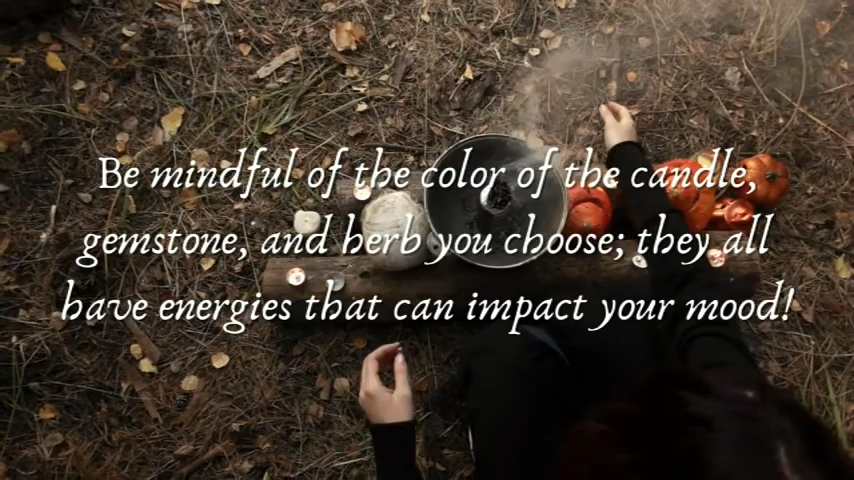 Be mindful of the color of the candle,
gemstone, and herb you choose; they all
have energies that can impact your mood!